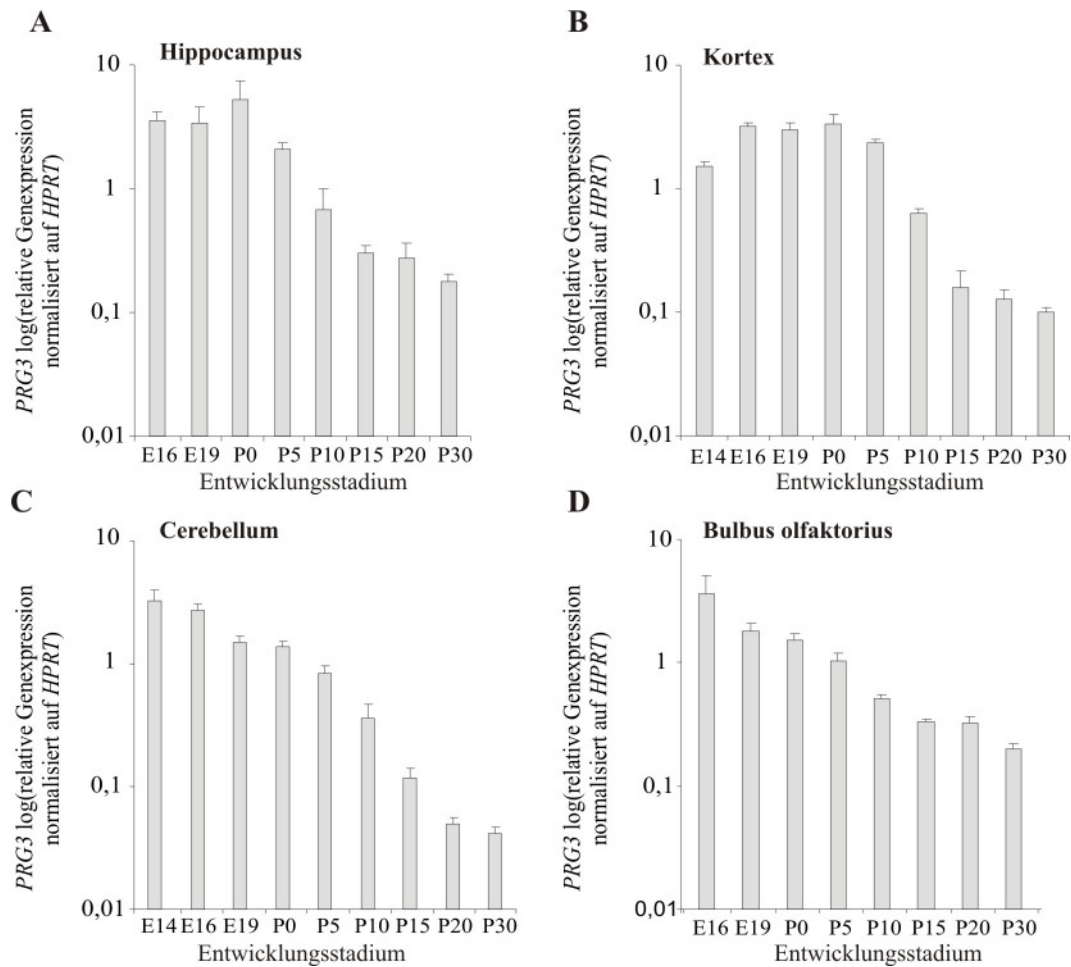 A
Hippocampus
PRG3 log(relative Genexpression
normalisiert auf HPRT)
10
1
0,1
0,01
E16 E19 P0 P5 P10 P15 P20 P30
Entwicklungsstadium
B
Kortex
PRG3 log(relative Genexpression
normalisiert auf HPRT)
10
1
0,1
0,01
E14 E16 E19 P0 P5 P10 P15 P20 P30
Entwicklungsstadium
C
Cerebellum
PRG3 log(relative Genexpression
normalisiert auf HPRT)
10
1
0,1
0,01
E14 E16 E19 P0 P5 P10 P15 P20 P30
Entwicklungsstadium
D
Bulbus olfaktorius
PRG3 log(relative Genexpression
normalisiert auf HPRT)
10
1
0,1
0,01
E16 E19 P0 P5 P10 P15 P20 P30
Entwicklungsstadium